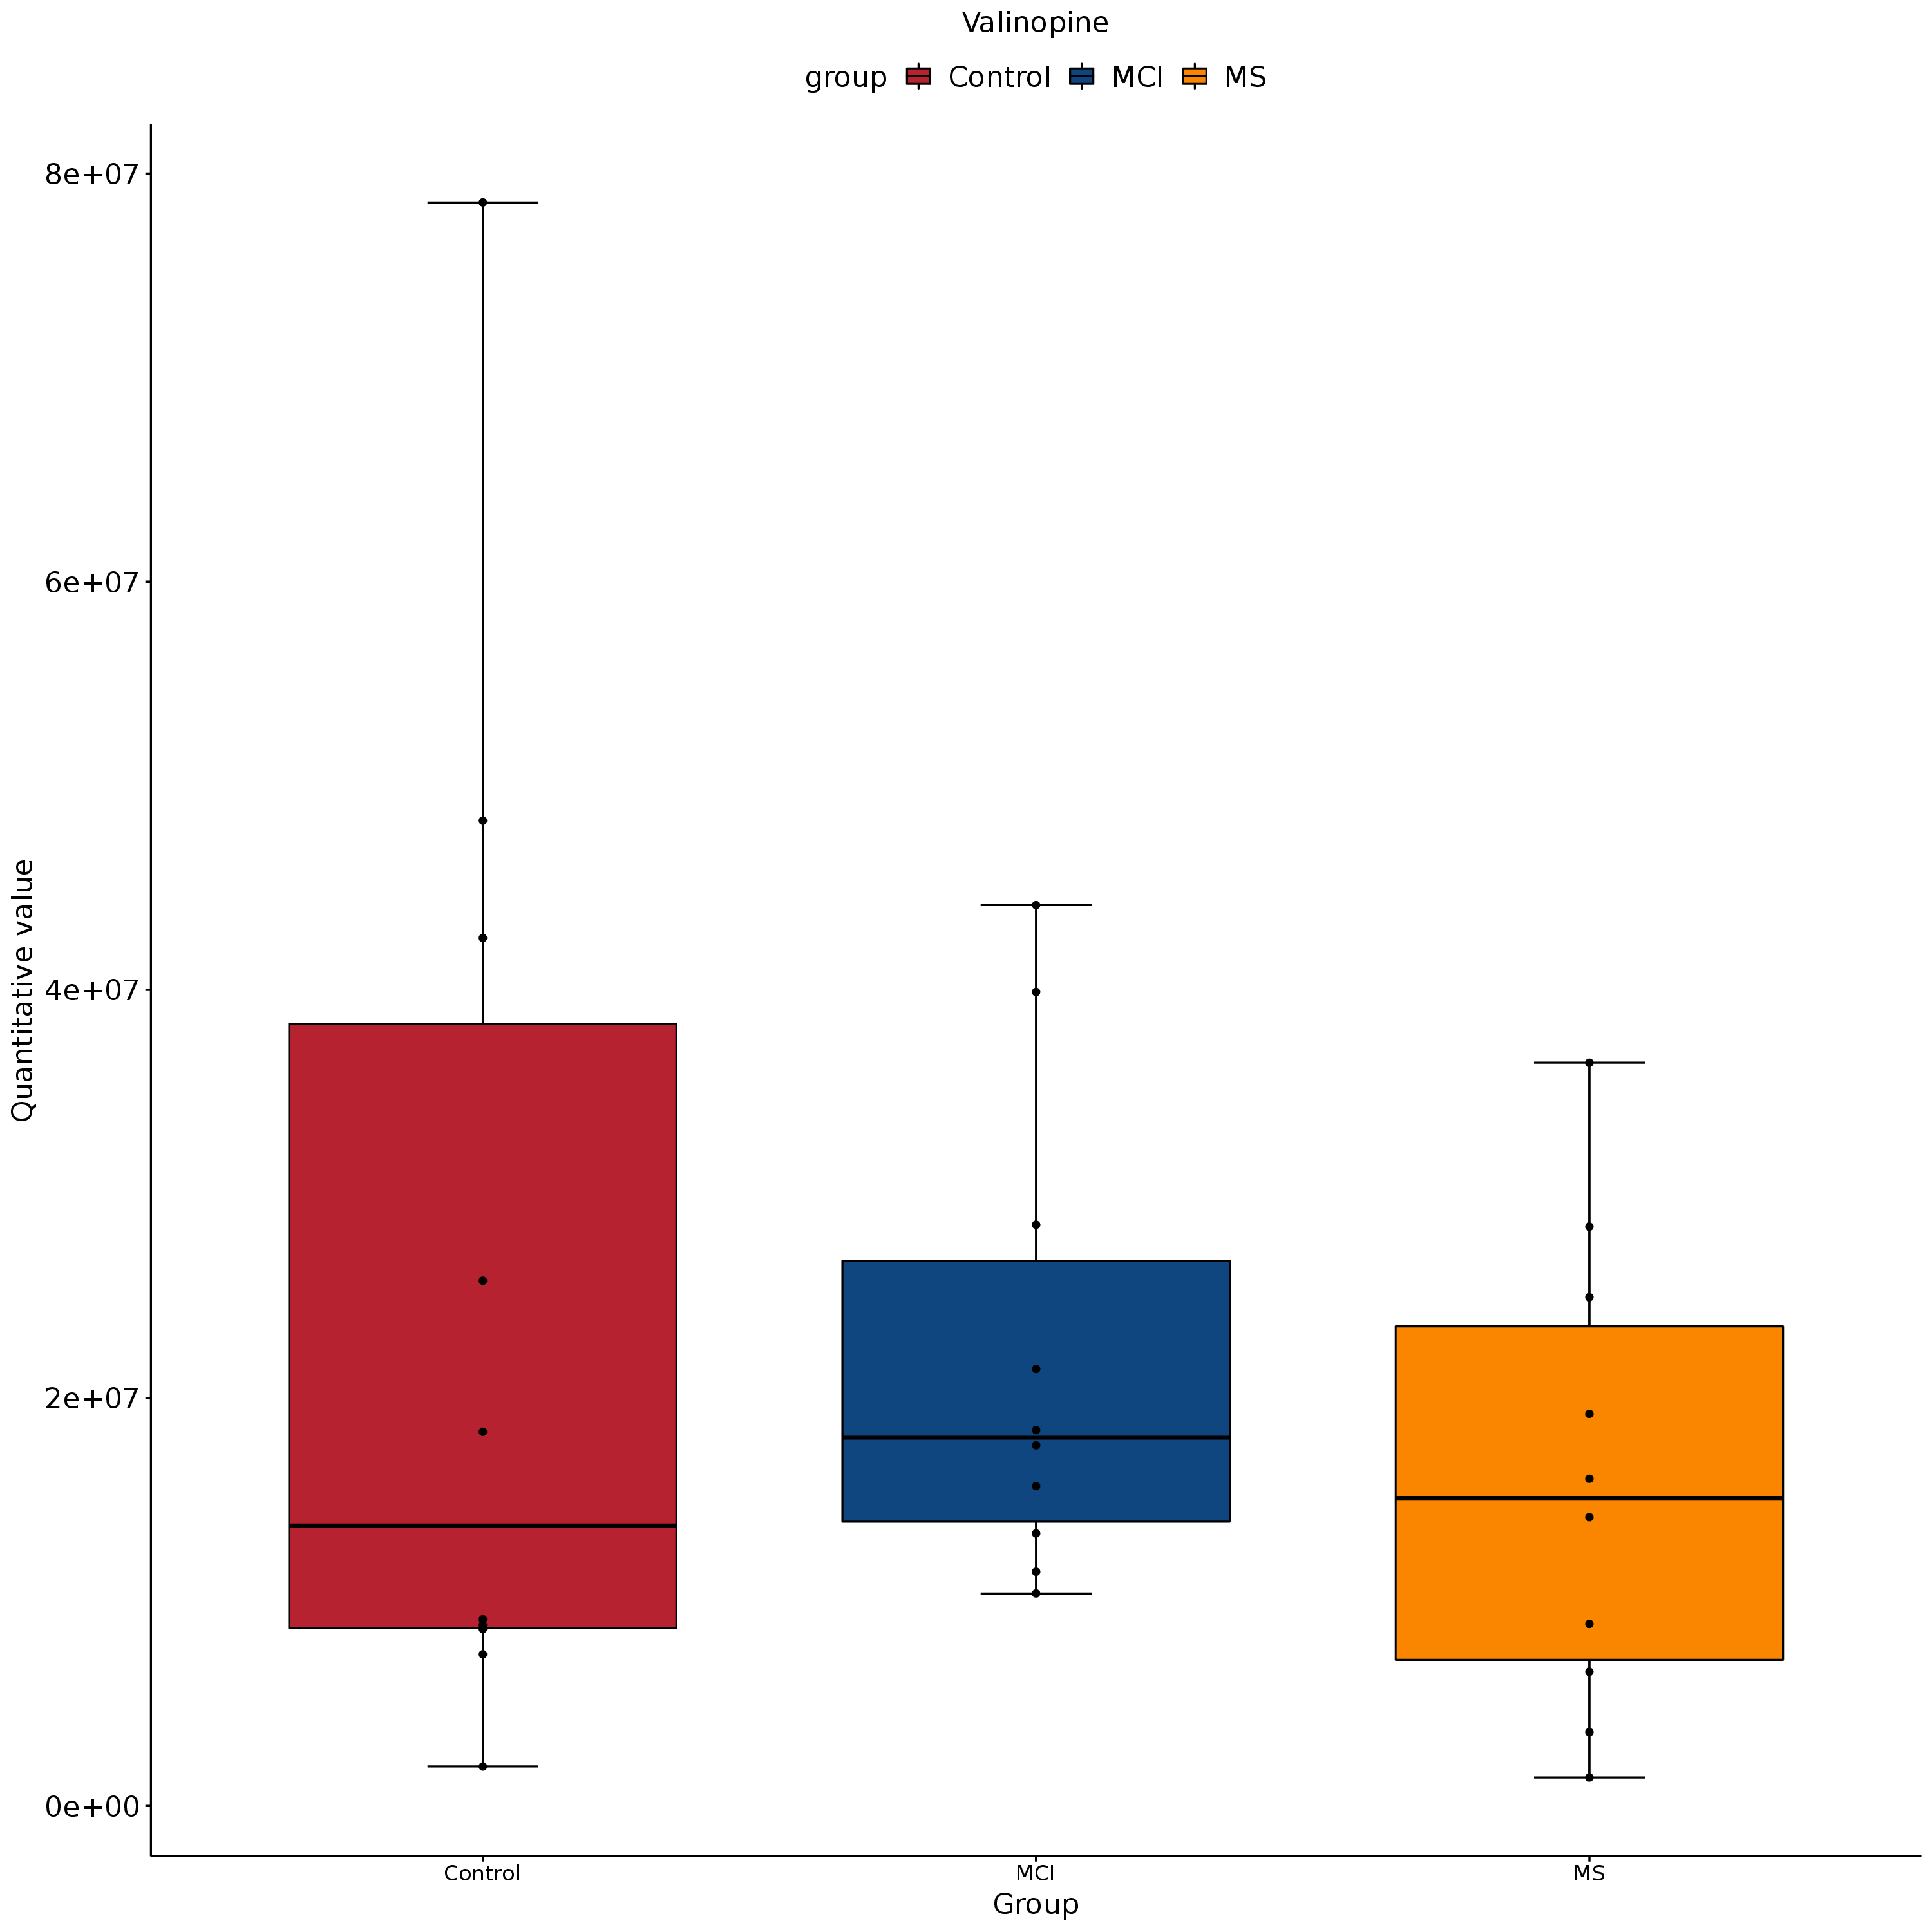 Valinopine
group Control MCI MS
8e+07
6e+07
4e+07
2e+07
0e+00
Quantitative value
Control MCI MS
Group